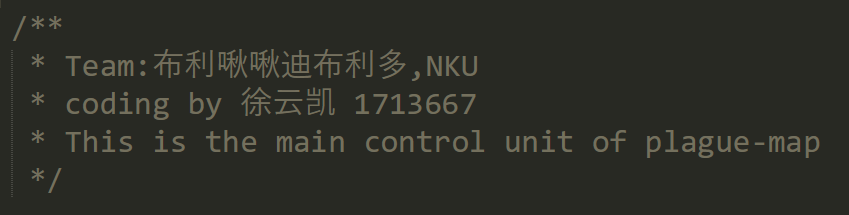 /**
* Team:布利啾啾迪布利多,NKU
* coding by 徐云凯 1713667
* This is the main control unit of plague-map
*/